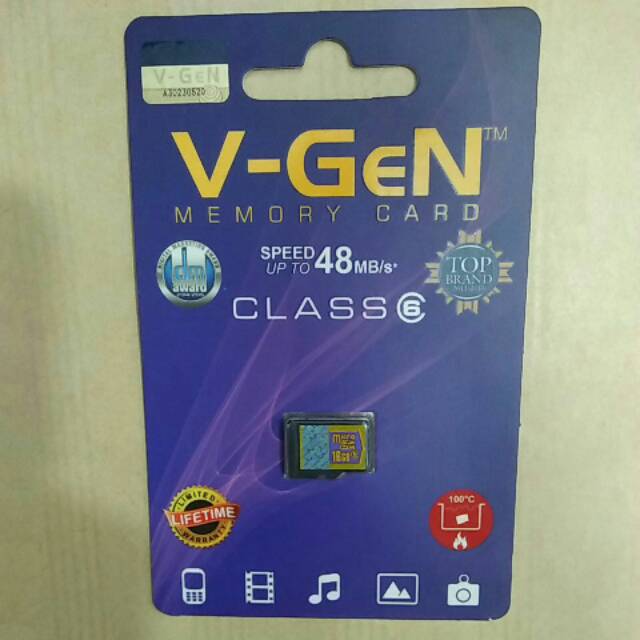 V-GeN
A30230520
V-GeN™
MEMORY CARD
SPEED
UP TO 48MB/s*
dm
award
TOP
BRAND
CLASS 6
micro
16GB
LIMITED
LIFETIME
WARRANTY
100°C